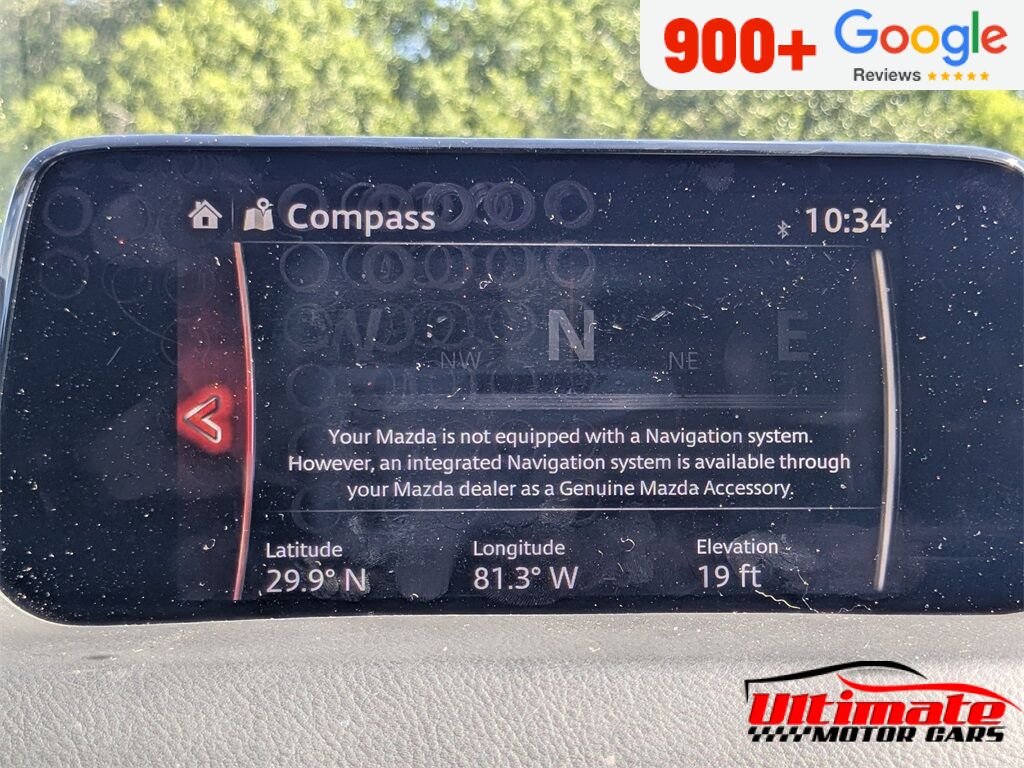 900+ Google
Reviews
Compass 10:34
W NW N NE E
Your Mazda is not equipped with a Navigation system.
However, an integrated Navigation system is available through
your Mazda dealer as a Genuine Mazda Accessory.
Latitude Longitude Elevation
29.9° N 81.3° W 19 ft
Ultimate
MOTOR CARS